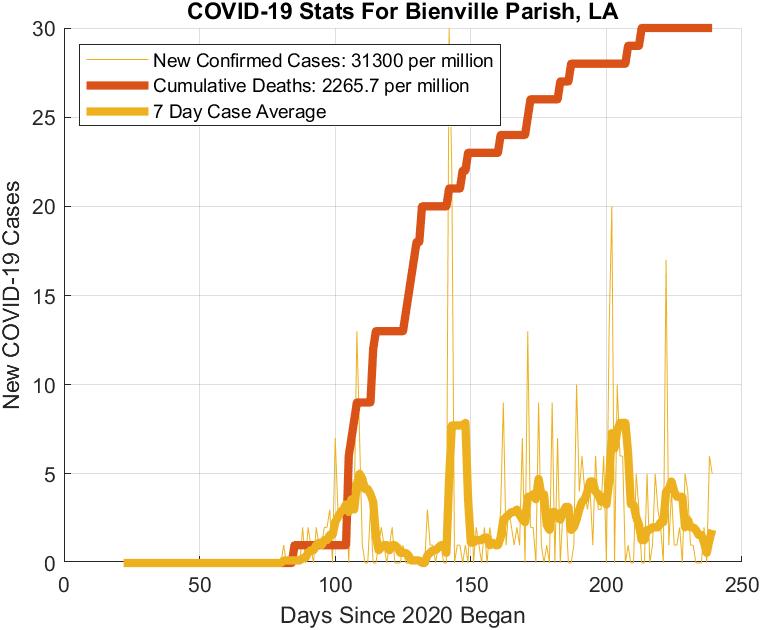 COVID-19 Stats For Bienville Parish, LA
New Confirmed Cases: 31300 per million
Cumulative Deaths: 2265.7 per million
7 Day Case Average
New COVID-19 Cases
30
25
20
15
10
5
0
0 50 100 150 200 250
Days Since 2020 Began